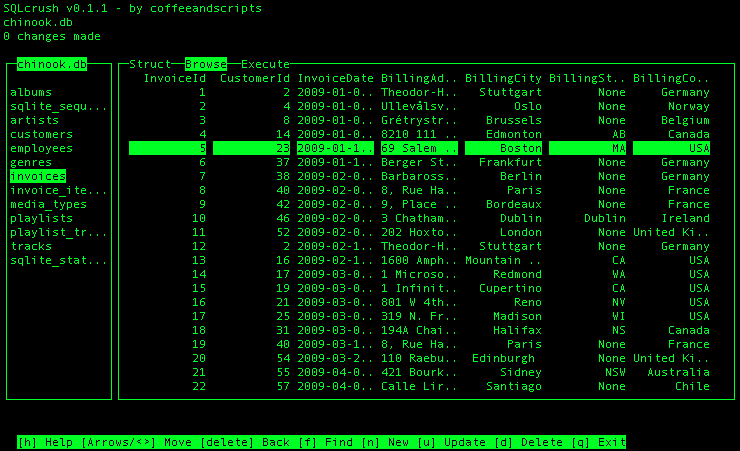 SQLcrush v0.1.1 - by coffeeandscripts
chinook.db
0 changes made
chinook.db
albums
sqlite_sequ...
artists
customers
employees
genres
invoices
invoice_ite...
media_types
playlists
playlist_tr...
tracks
sqlite_stat...
Struct Browse Execute
InvoiceId CustomerId InvoiceDate BillingAd.. BillingCity BillingSt.. BillingCo..
1 2 2009-01-0.. Theodor-H.. Stuttgart None Germany
2 4 2009-01-0.. Ullevålsv.. Oslo None Norway
3 8 2009-01-0.. Grétrystr.. Brussels None Belgium
4 14 2009-01-0.. 8210 111 .. Edmonton AB Canada
5 23 2009-01-1.. 69 Salem .. Boston MA USA
6 37 2009-01-1.. Berger St.. Frankfurt None Germany
7 38 2009-02-0.. Barbaross.. Berlin None Germany
8 40 2009-02-0.. 8, Rue Ha.. Paris None France
9 42 2009-02-0.. 9, Place .. Bordeaux None France
10 46 2009-02-0.. 3 Chatham.. Dublin Dublin Ireland
11 52 2009-02-0.. 202 Hoxto.. London None United Ki..
12 2 2009-02-1.. Theodor-H.. Stuttgart None Germany
13 16 2009-02-1.. 1600 Amph.. Mountain .. CA USA
14 17 2009-03-0.. 1 Microso.. Redmond WA USA
15 19 2009-03-0.. 1 Infinit.. Cupertino CA USA
16 21 2009-03-0.. 801 W 4th.. Reno NV USA
17 25 2009-03-0.. 319 N. Fr.. Madison WI USA
18 31 2009-03-0.. 194A Chai.. Halifax NS Canada
19 40 2009-03-1.. 8, Rue Ha.. Paris None France
20 54 2009-03-2.. 110 Raebu.. Edinburgh None United Ki..
21 55 2009-04-0.. 421 Bourk.. Sidney NSW Australia
22 57 2009-04-0.. Calle Lir.. Santiago None Chile
[h] Help [Arrows/<>] Move [delete] Back [f] Find [n] New [u] Update [d] Delete [q] Exit